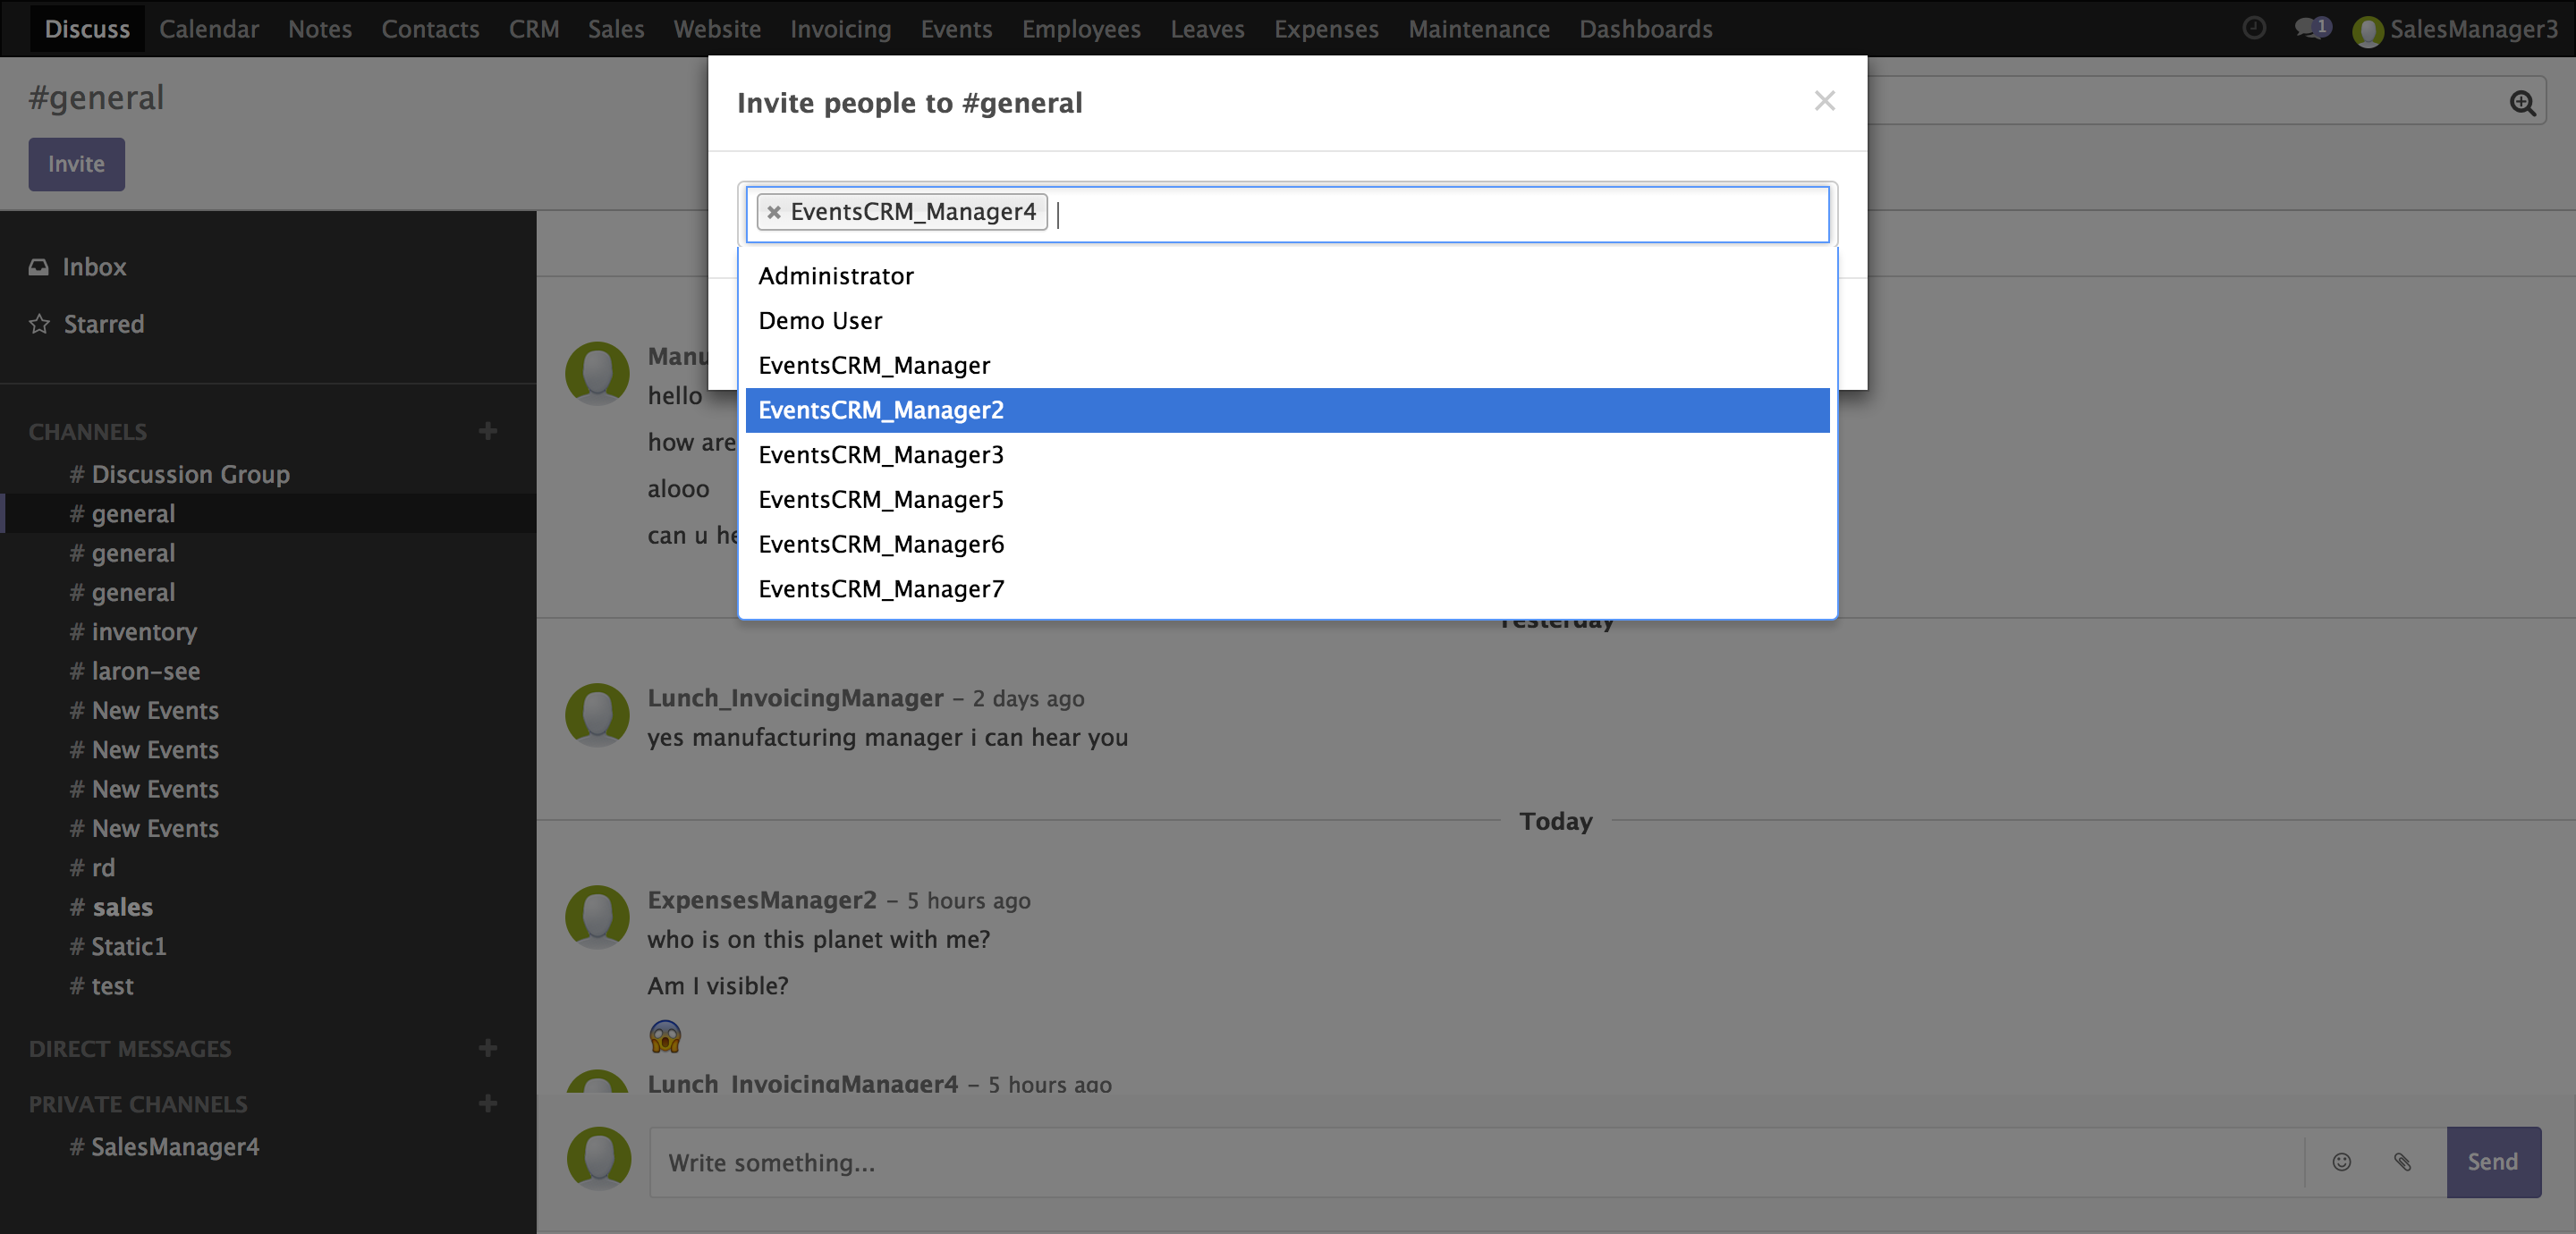 Discuss Calendar Notes Contacts CRM Sales Website Invoicing Events Employees Leaves Expenses Maintenance Dashboards 1 SalesManager3
#general
Invite
Invite people to #general
EventsCRM_Manager4
Administrator
Demo User
EventsCRM_Manager
EventsCRM_Manager2
EventsCRM_Manager3
EventsCRM_Manager5
EventsCRM_Manager6
EventsCRM_Manager7
Inbox
Starred
CHANNELS
# Discussion Group
# general
# general
# general
# inventory
# laron-see
# New Events
# New Events
# New Events
# New Events
# rd
# sales
# Static1
# test
DIRECT MESSAGES
PRIVATE CHANNELS
# SalesManager4
Manu
hello
how are
alooo
can u he
Yesterday
Lunch_InvoicingManager – 2 days ago
yes manufacturing manager i can hear you
Today
ExpensesManager2 – 5 hours ago
who is on this planet with me?
Am I visible?
Lunch_InvoicingManager4 – 5 hours ago
Write something...
Send